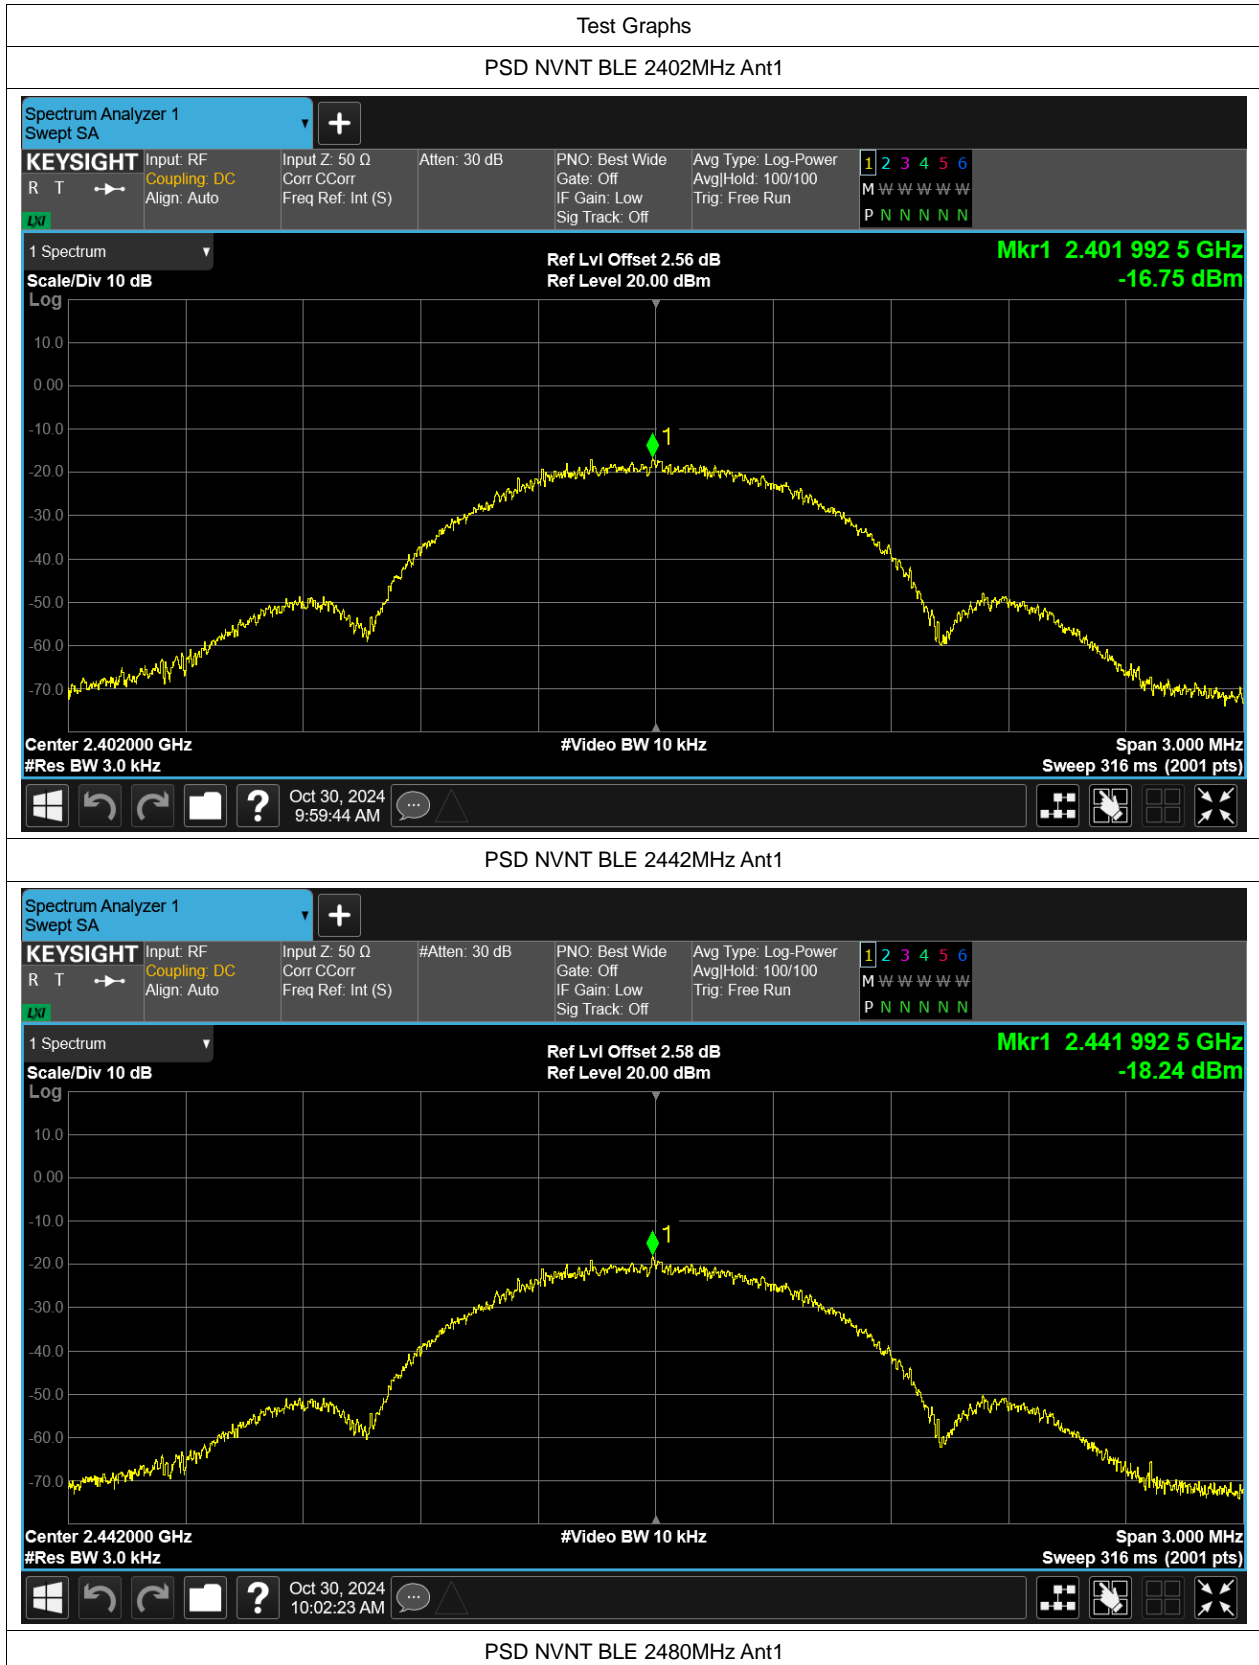 Test Graphs
PSD NVNT BLE 2402MHz Ant1
Spectrum Analyzer 1
Swept SA
KEYSIGHT
R T
LXI
Input: RF
Coupling: DC
Align: Auto
Input Z: 50 Ω
Corr CCorr
Freq Ref: Int (S)
Atten: 30 dB
PNO: Best Wide
Gate: Off
IF Gain: Low
Sig Track: Off
Avg Type: Log-Power
Avg|Hold: 100/100
Trig: Free Run
1 2 3 4 5 6
M W W W W W W
P N N N N N
1 Spectrum
Scale/Div 10 dB
Ref Lvl Offset 2.56 dB
Ref Level 20.00 dBm
Mkr1 2.401 992 5 GHz
-16.75 dBm
Log
10.0
0.00
-10.0
1
-20.0
-30.0
-40.0
-50.0
-60.0
-70.0
Center 2.402000 GHz
#Video BW 10 kHz
Span 3.000 MHz
#Res BW 3.0 kHz
Sweep 316 ms (2001 pts)
?
Oct 30, 2024
9:59:44 AM
PSD NVNT BLE 2442MHz Ant1
Spectrum Analyzer 1
Swept SA
KEYSIGHT
R T
LXI
Input: RF
Coupling: DC
Align: Auto
Input Z: 50 Ω
Corr CCorr
Freq Ref: Int (S)
#Atten: 30 dB
PNO: Best Wide
Gate: Off
IF Gain: Low
Sig Track: Off
Avg Type: Log-Power
Avg|Hold: 100/100
Trig: Free Run
1 2 3 4 5 6
M W W W W W W
P N N N N N
1 Spectrum
Scale/Div 10 dB
Ref Lvl Offset 2.58 dB
Ref Level 20.00 dBm
Mkr1 2.441 992 5 GHz
-18.24 dBm
Log
10.0
0.00
-10.0
1
-20.0
-30.0
-40.0
-50.0
-60.0
-70.0
Center 2.442000 GHz
#Video BW 10 kHz
Span 3.000 MHz
#Res BW 3.0 kHz
Sweep 316 ms (2001 pts)
?
Oct 30, 2024
10:02:23 AM
PSD NVNT BLE 2480MHz Ant1